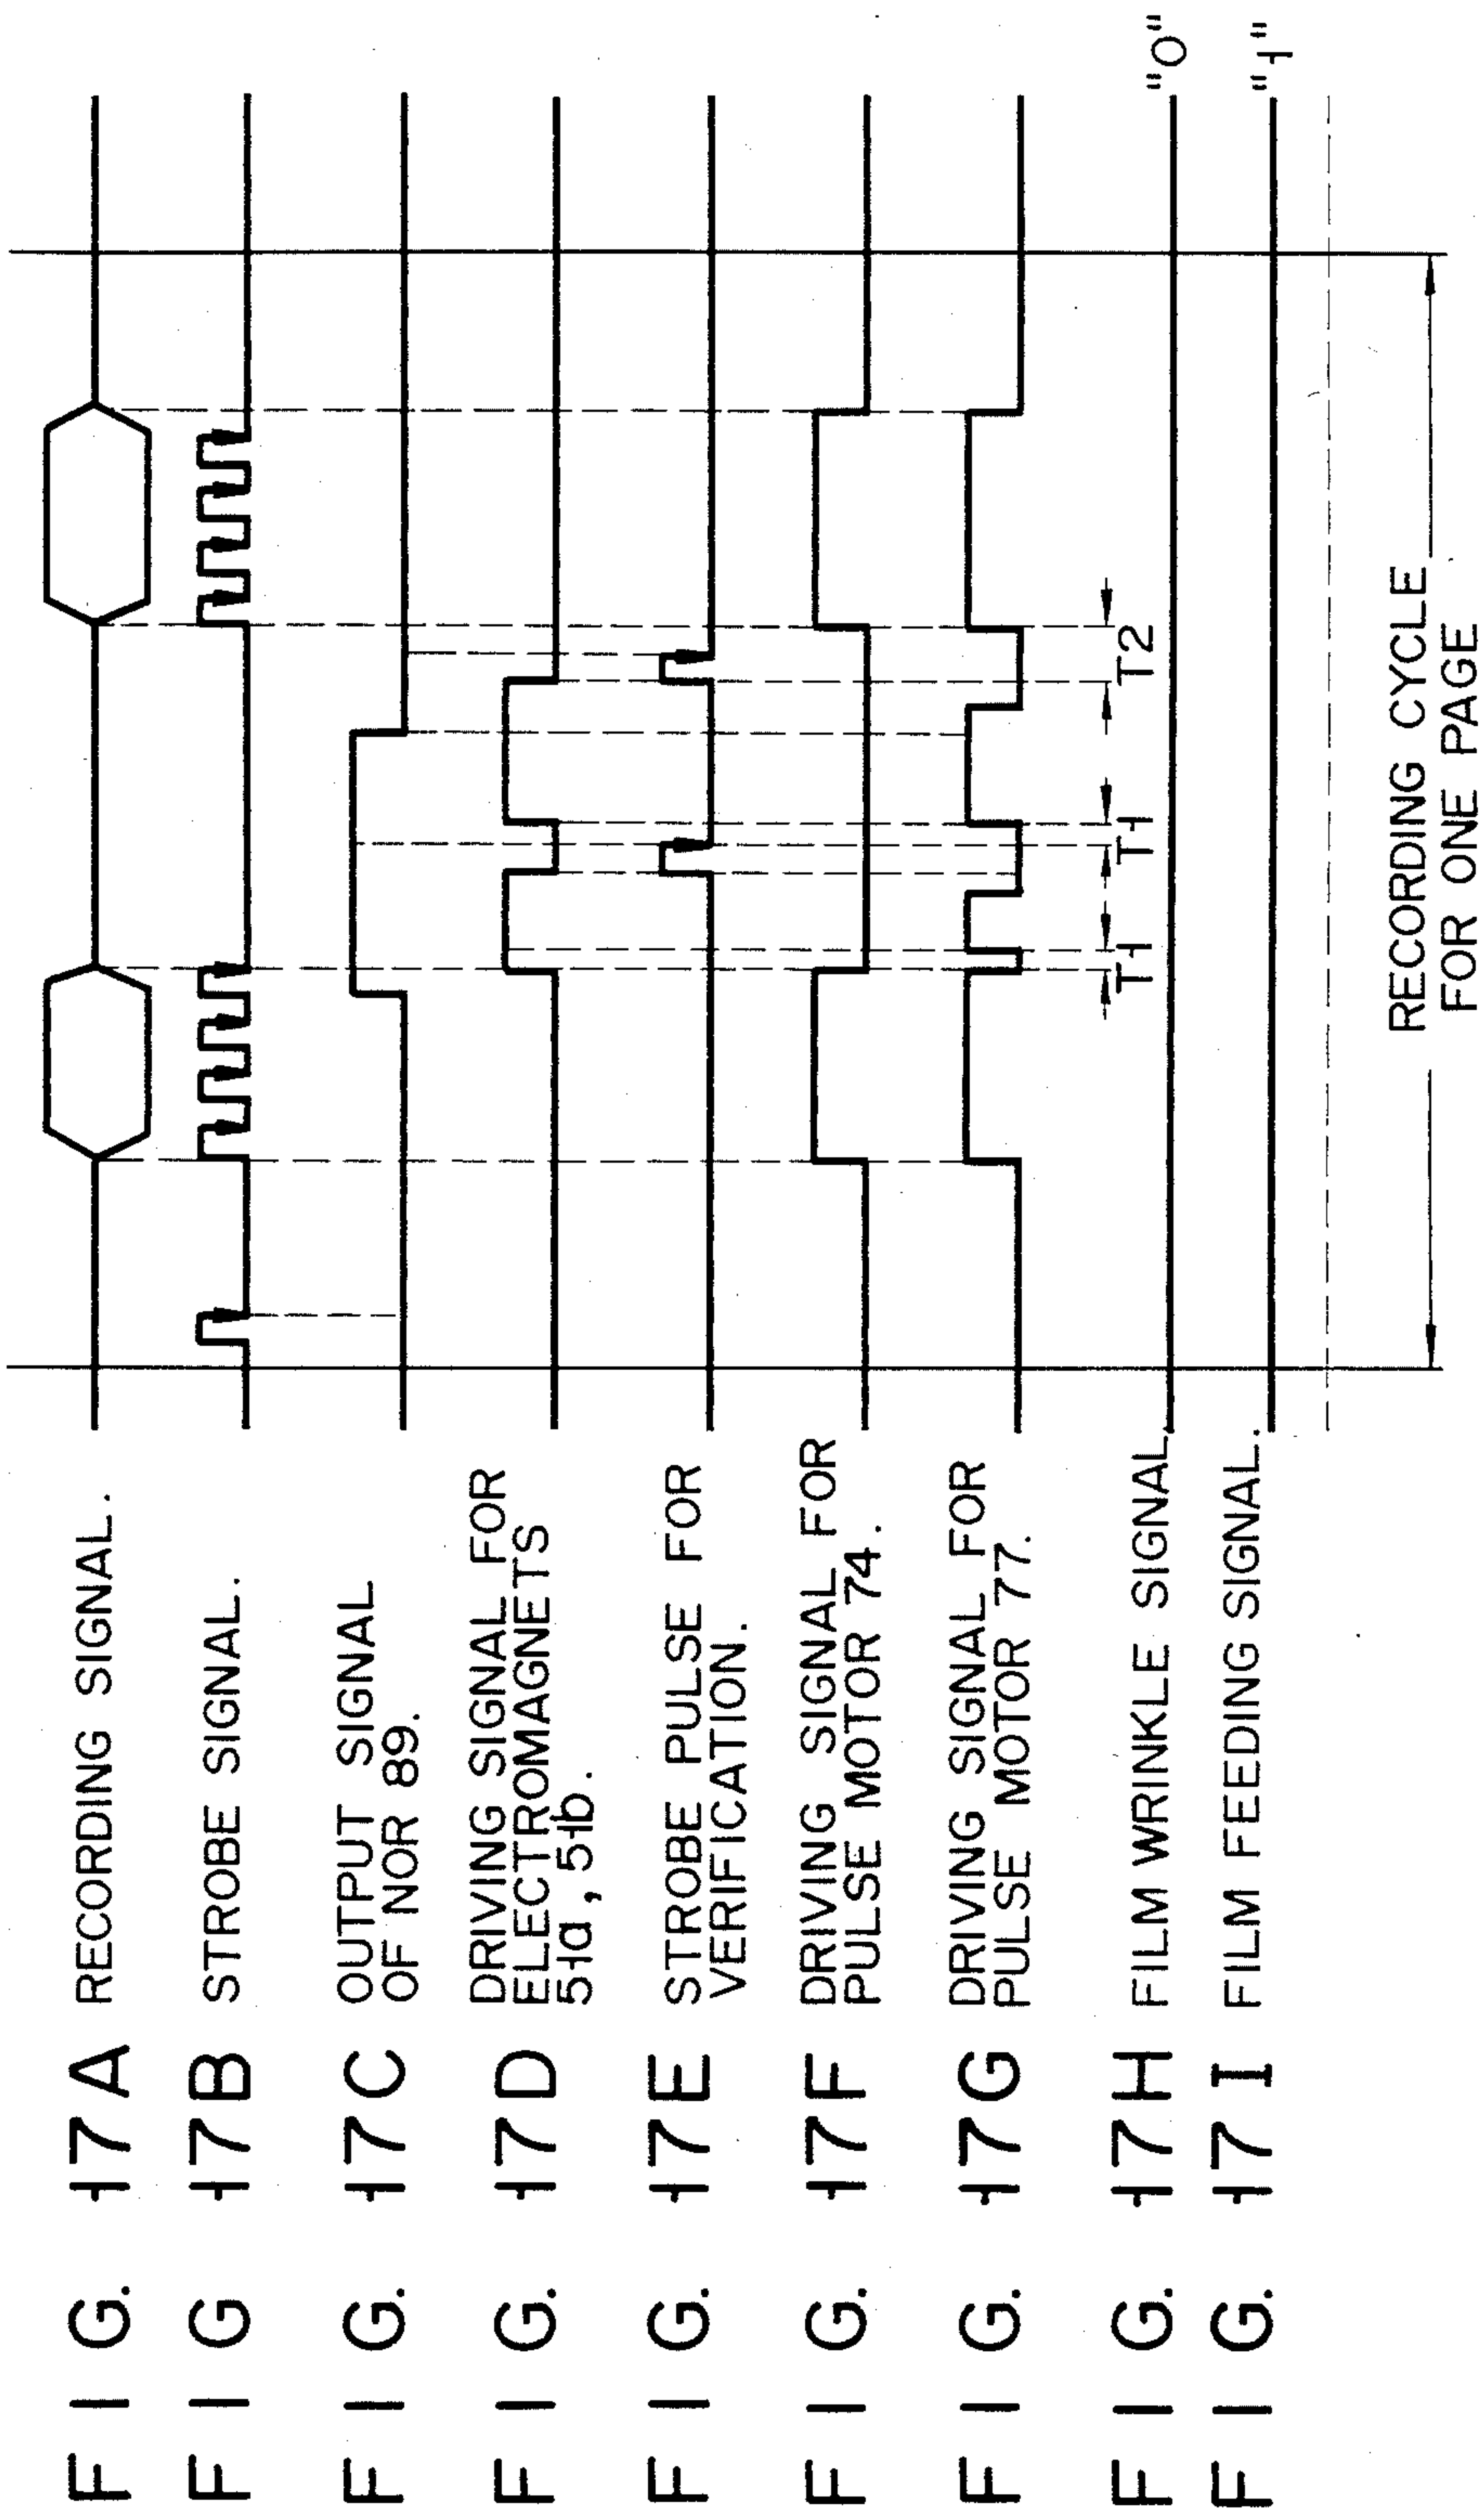 FIG. 17A RECORDING SIGNAL.
FIG 17B STROBE SIGNAL.
FIG. 17C OUTPUT SIGNAL
OF NOR 89.
FIG. 17D DRIVING SIGNAL FOR
ELECTROMAGNETS
51a, 51b.
FIG. 17E STROBE PULSE FOR
VERIFICATION.
FIG. 17F DRIVING SIGNAL FOR
PULSE MOTOR 74.
FIG. 17G DRIVING SIGNAL FOR
PULSE MOTOR 77.
T1 T1 T2
FIG. 17H FILM WRINKLE SIGNAL. "0"
FIG. 17I FILM FEEDING SIGNAL. "1"
RECORDING CYCLE
FOR ONE PAGE